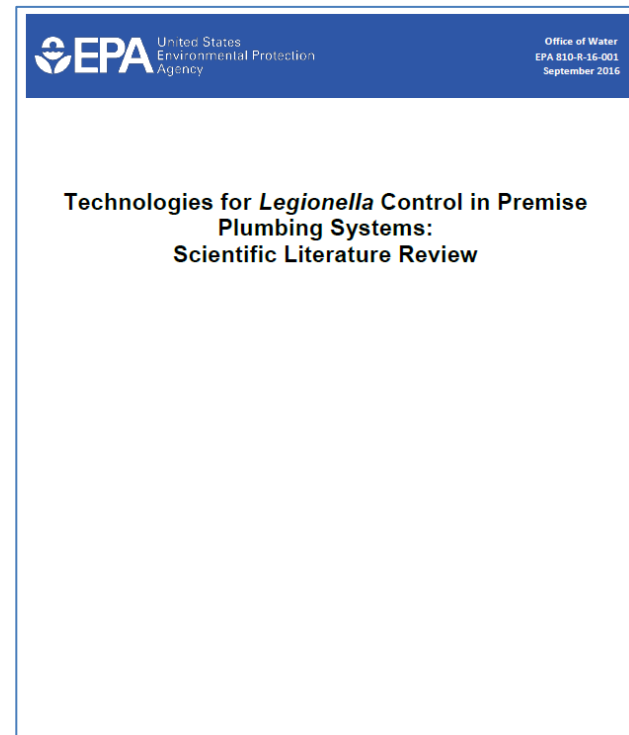 EPA
United States
Environmental Protection
Agency
Office of Water
EPA 810-R-16-001
September 2016
Technologies for Legionella Control in Premise
Plumbing Systems:
Scientific Literature Review